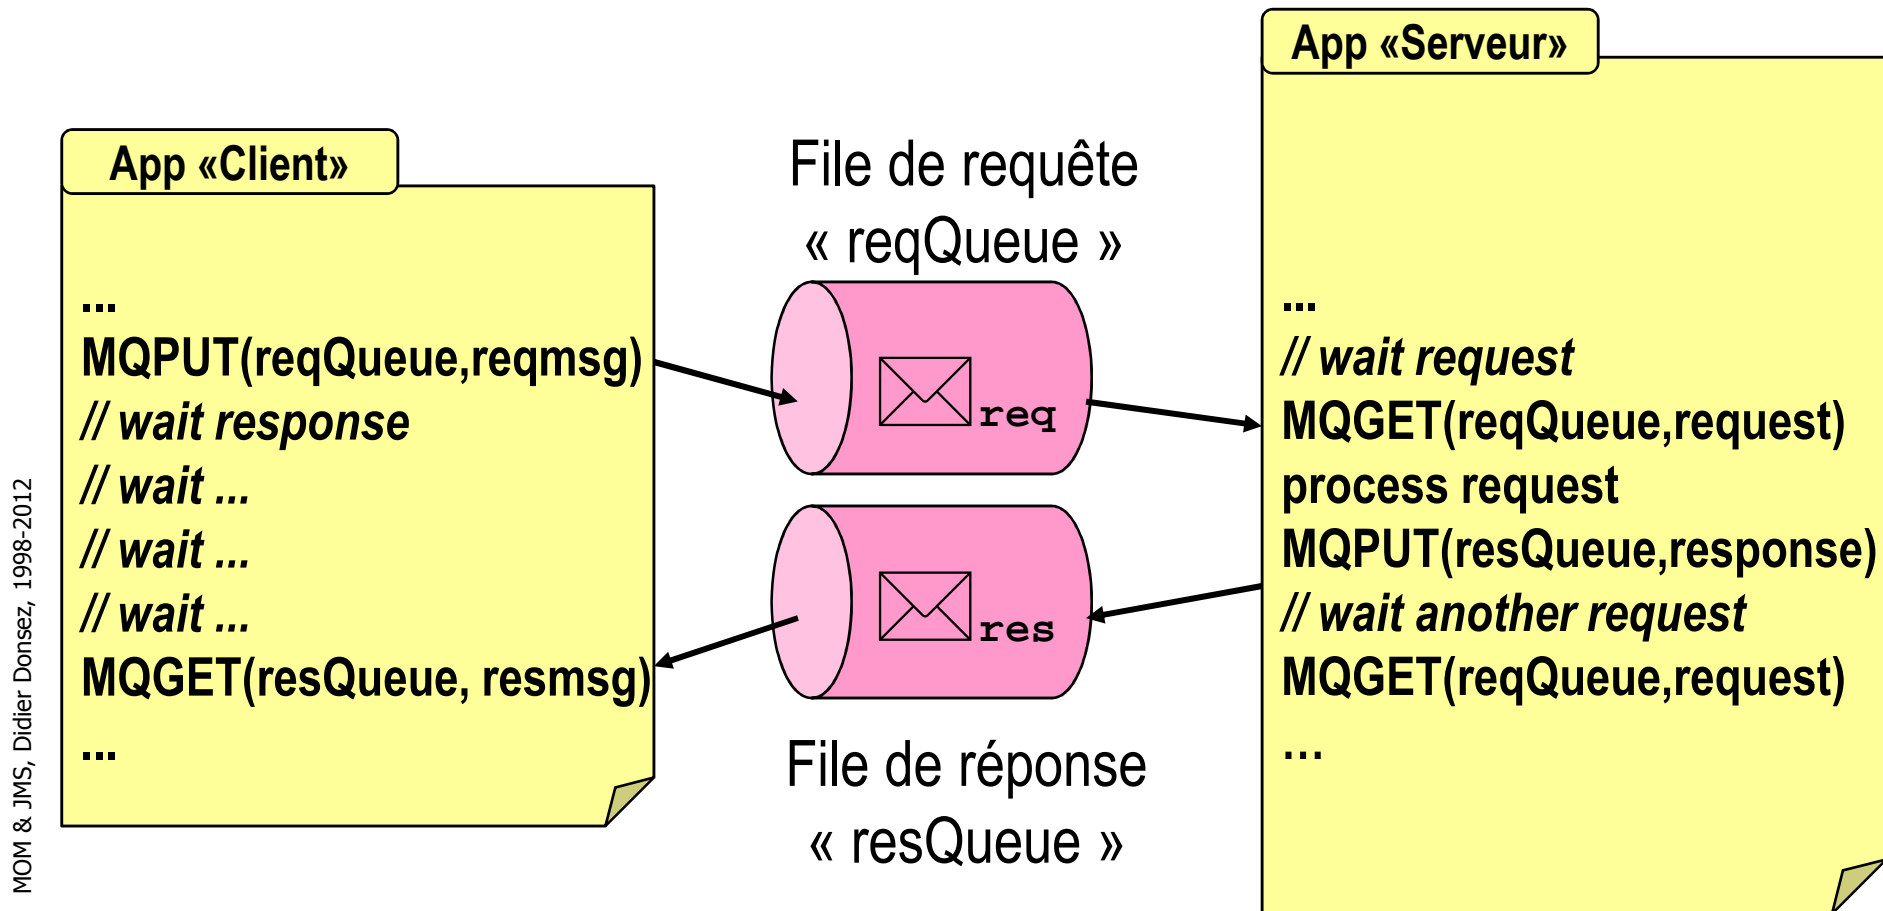 App «Client»
...
MQPUT(reqQueue,reqmsg)
// wait response
// wait ...
// wait ...
// wait ...
MQGET(resQueue, resmsg)
...
File de requête
« reqQueue »
req
res
File de réponse
« resQueue »
App «Serveur»
...
// wait request
MQGET(reqQueue,request)
process request
MQPUT(resQueue,response)
// wait another request
MQGET(reqQueue,request)
…
MOM & JMS, Didier Donsez, 1998-2012